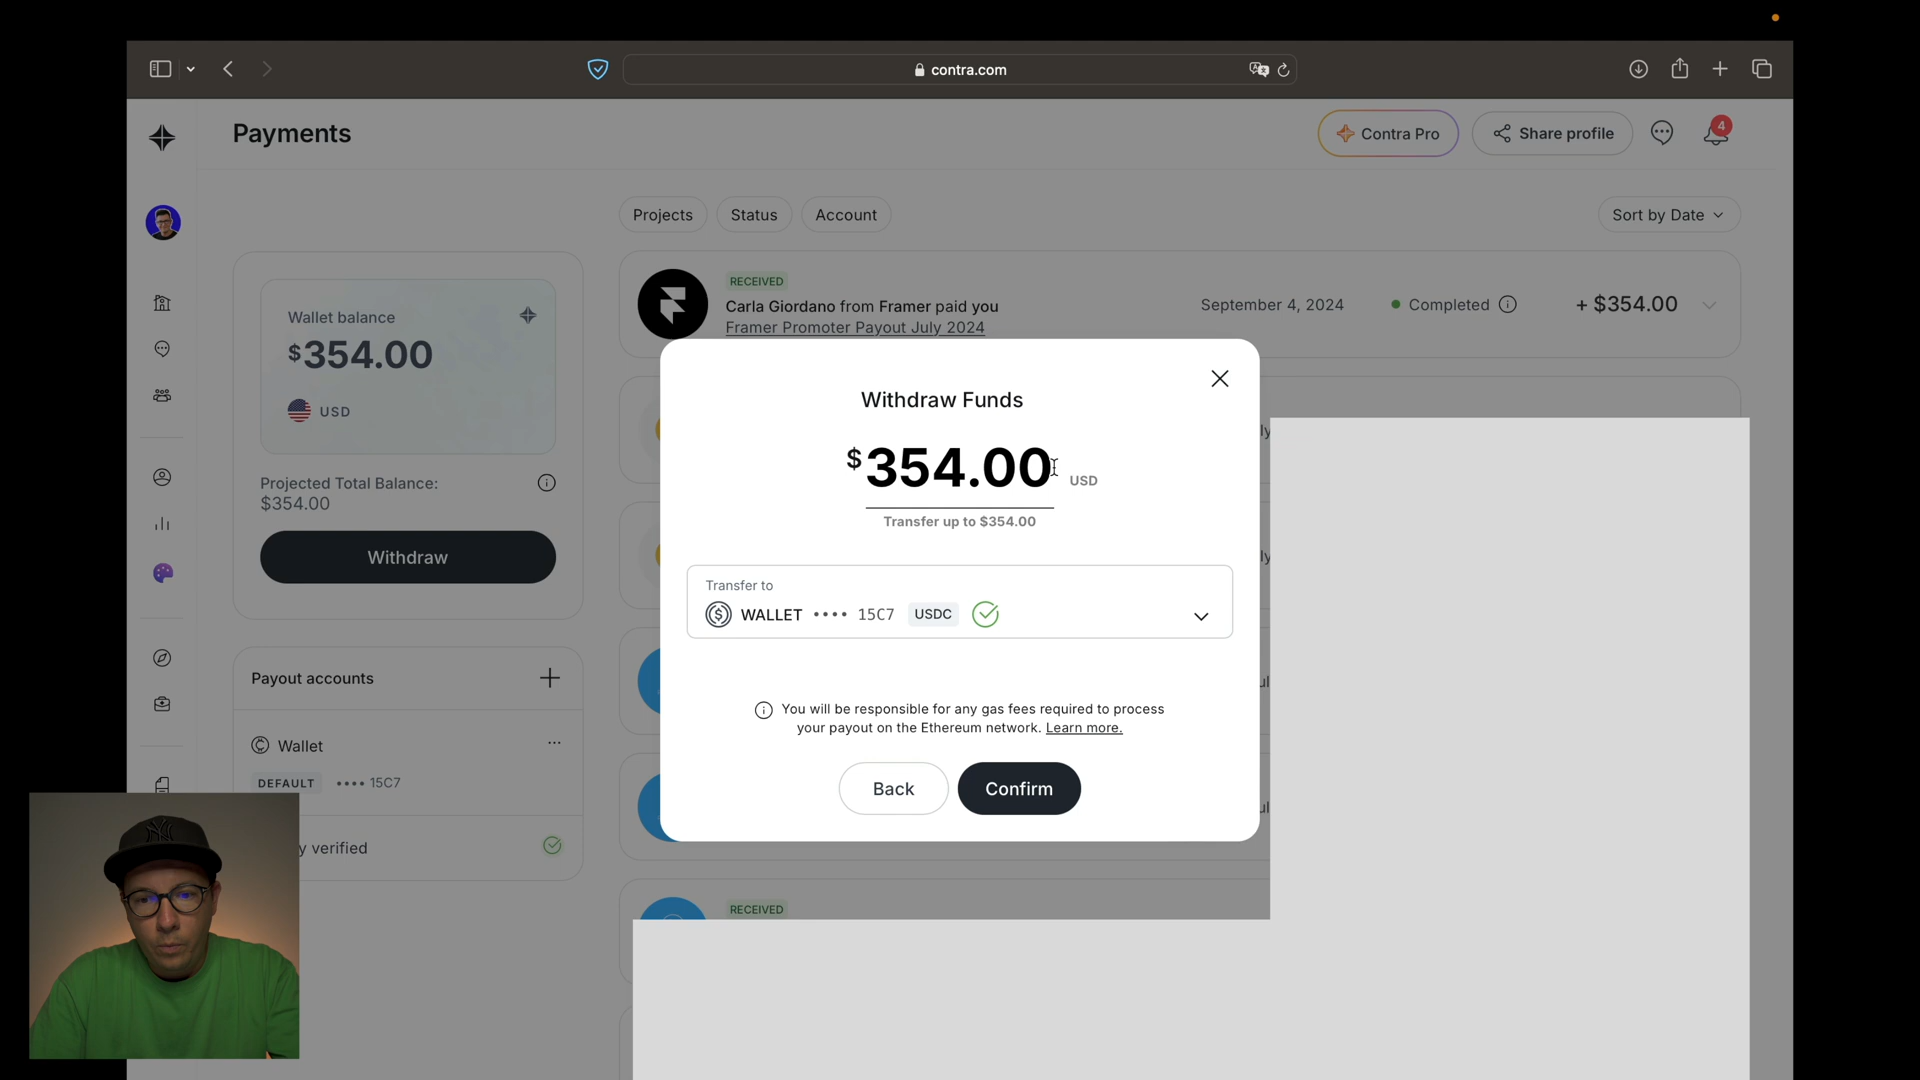 contra.com
Payments
Contra Pro
Share profile
4
Projects
Status
Account
Sort by Date
Wallet balance
$354.00
USD
Projected Total Balance:
$354.00
Withdraw
RECEIVED
Carla Giordano from Framer paid you
Framer Promoter Payout July 2024
September 4, 2024
Completed
+ $354.00
Withdraw Funds
$354.00 USD
Transfer up to $354.00
Transfer to
WALLET •••• 15C7 USDC
You will be responsible for any gas fees required to process
your payout on the Ethereum network. Learn more.
Back
Confirm
Payout accounts
Wallet
DEFAULT •••• 15C7
verified
RECEIVED